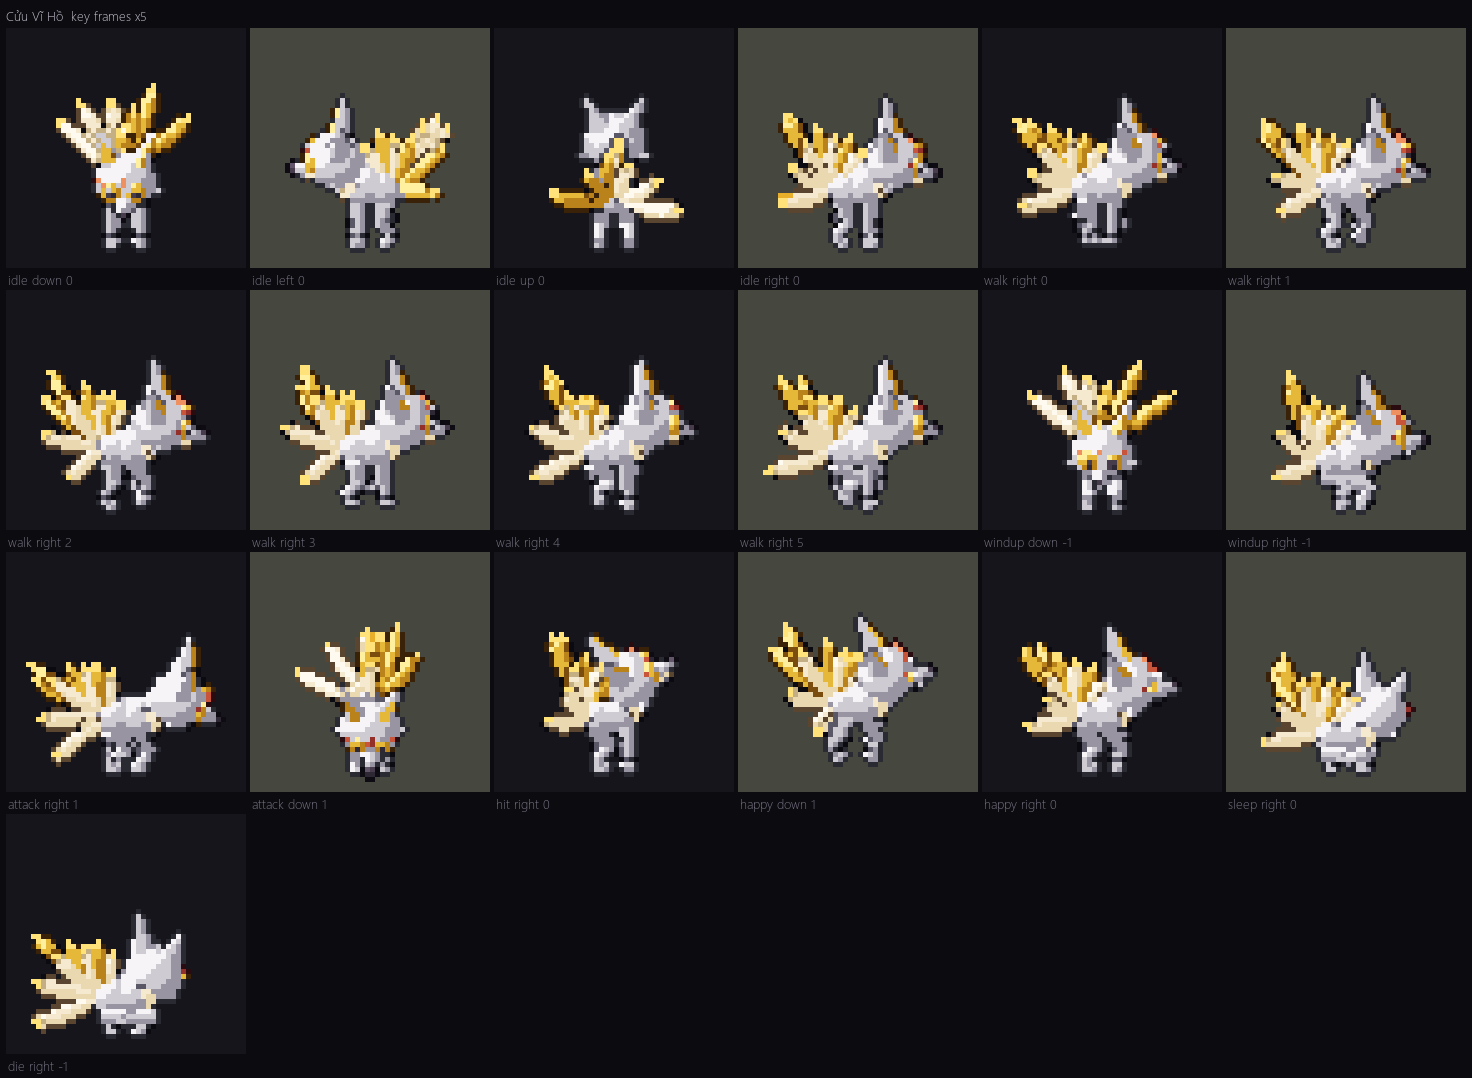 Cửu Vĩ Hồ key frames x5
idle down 0
idle left 0
idle up 0
idle right 0
walk right 0
walk right 1
walk right 2
walk right 3
walk right 4
walk right 5
windup down -1
windup right -1
attack right 1
attack down 1
hit right 0
happy down 1
happy right 0
sleep right 0
die right -1